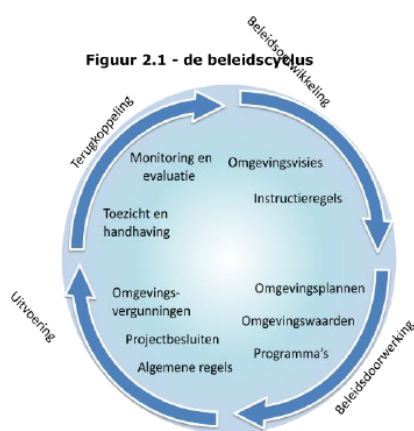 Figuur 2.1 - de beleidscyclus
Beleidsontwikkeling
Terugkoppeling
Monitoring en
evaluatie
Omgevingsvisies
Instructieregels
Toezicht en
handhaving
Omgevings-
vergunningen
Omgevingsplannen
Omgevingswaarden
Projectbesluiten
Programma's
Algemene regels
Uitvoering
Beleidsdoorwerking